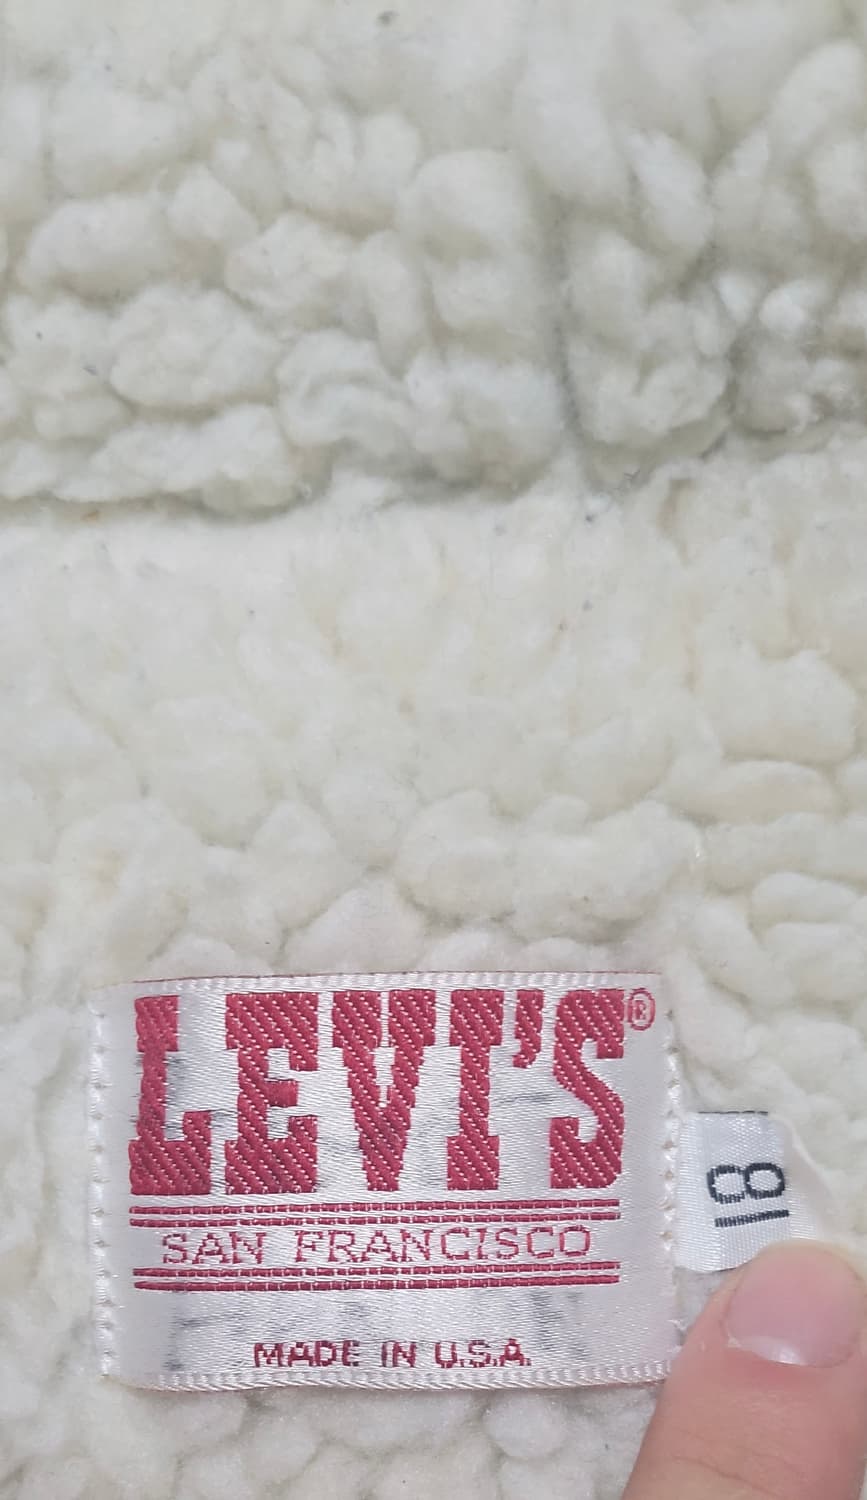 LEVI'S®
SAN FRANCISCO
MADE IN U.S.A.
18